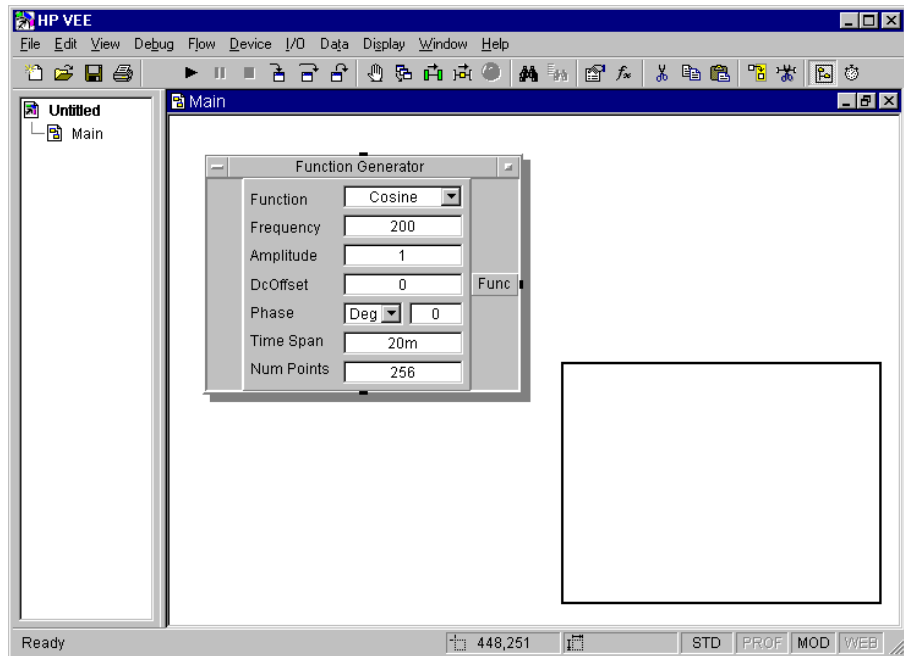 HP VEE
File Edit View Debug Flow Device I/O Data Display Window Help
Untitled
Main
Main
Function Generator
Function Cosine
Frequency 200
Amplitude 1
DcOffset 0
Func
Phase Deg 0
Time Span 20m
Num Points 256
Ready 448,251 STD PROF MOD WEB